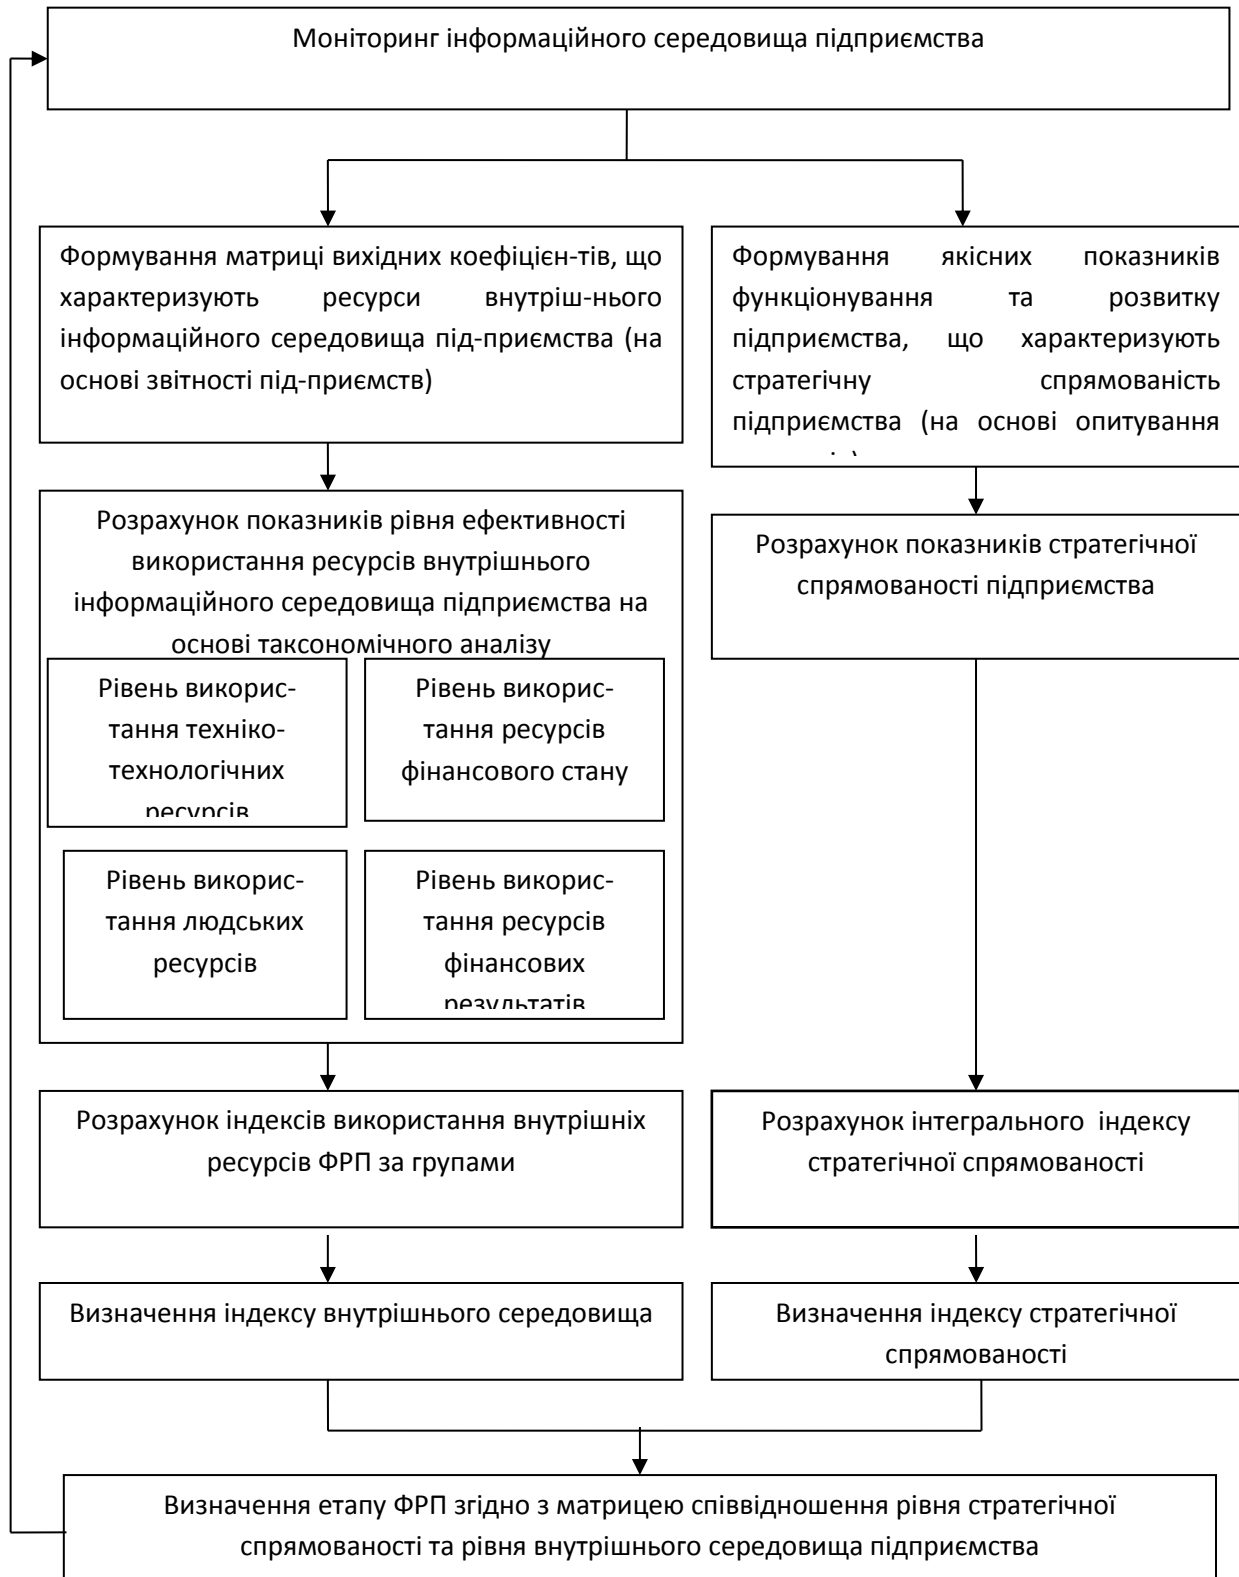 Моніторинг інформаційного середовища підприємства
Формування матриці вихідних коефіцієн-тів, що
характеризують ресурси внутріш-нього
інформаційного середовища під-приємства (на
основі звітності під-приємств)
Формування якісних показників
функціонування та розвитку
підприємства, що характеризують
стратегічну спрямованість
підприємства (на основі опитування
Розрахунок показників рівня ефективності
використання ресурсів внутрішнього
інформаційного середовища підприємства на
основі таксономічного аналізу
Рівень використ-
тання техніко-
технологічних
ресурсів
Рівень викорис-
тання ресурсів
фінансового стану
Рівень викорис-
тання людських
ресурсів
Рівень викорис-
тання ресурсів
фінансових
результатів
Розрахунок показників стратегічної
спрямованості підприємства
Розрахунок індексів використання внутрішніх
ресурсів ФРП за групами
Розрахунок інтегрального індексу
стратегічної спрямованості
Визначення індексу внутрішнього середовища
Визначення індексу стратегічної
спрямованості
Визначення етапу ФРП згідно з матрицею співвідношення рівня стратегічної
спрямованості та рівня внутрішнього середовища підприємства